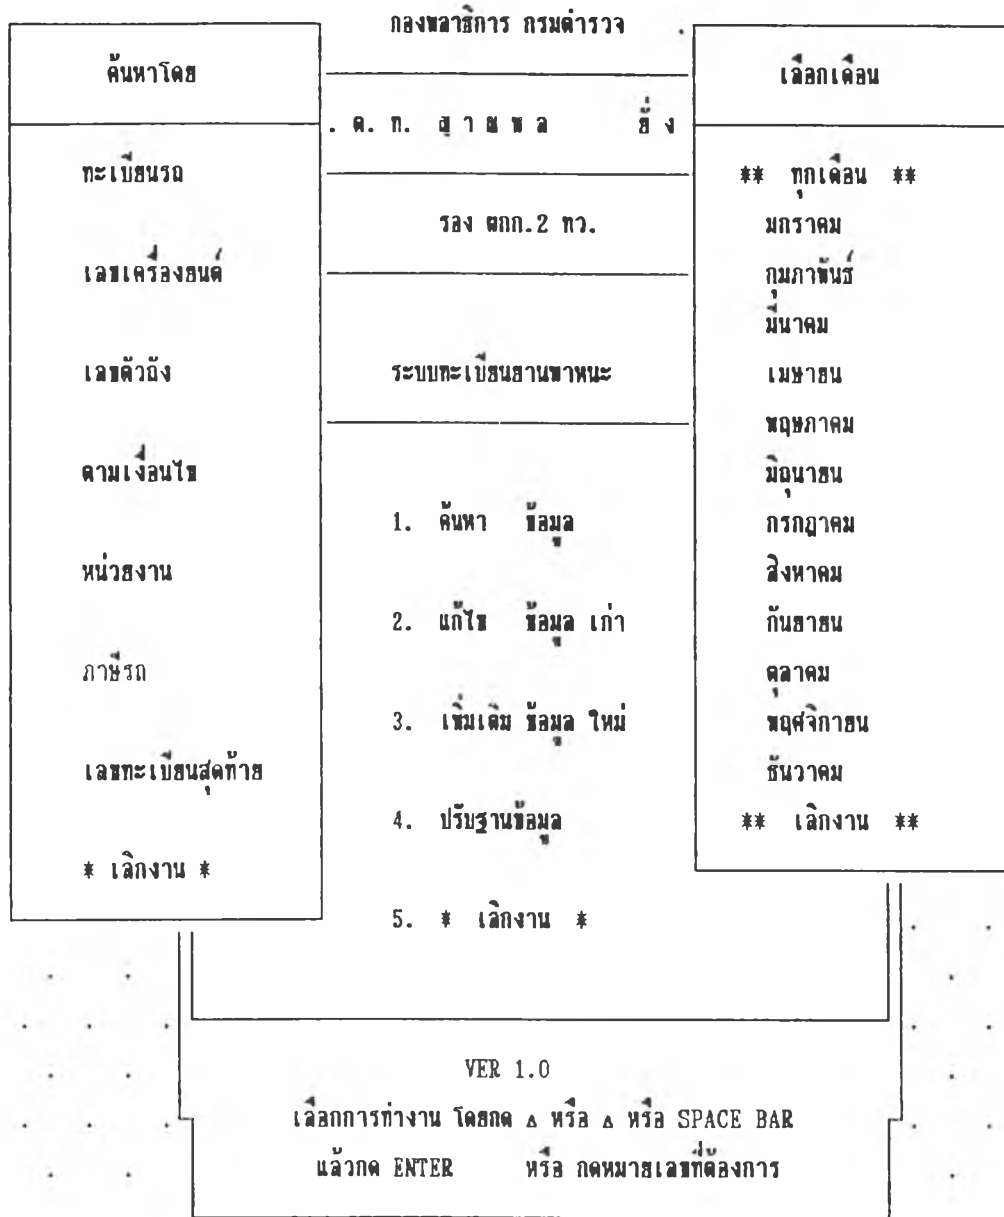 กองพลาธิการ กรมตำรวจ
. ต. ท. สุ า ณ พ ล ยิ่ ง
รอง ผกก.2 ทว.
ระบบทะเบียนยานพาหนะ
ค้นหาโดย
ทะเบียนรถ
เลขเครื่องยนต์
เลขตัวถัง
ตามเงื่อนไข
หน่วยงาน
ภาษีรถ
เลขทะเบียนสุดท้าย
* เลิกงาน *
1. ค้นหา ข้อมูล
2. แก้ไข ข้อมูล เก่า
3. เพิ่มเติม ข้อมูล ใหม่
4. ปรับฐานข้อมูล
5. * เลิกงาน *
เลือกเดือน
** ทุกเดือน **
มกราคม
กุมภาพันธ์
มีนาคม
เมษายน
พฤษภาคม
มิถุนายน
กรกฎาคม
สิงหาคม
กันยายน
ตุลาคม
พฤศจิกายน
ธันวาคม
** เลิกงาน **
VER 1.0
เลือกการทำงาน โดยกด Δ หรือ Δ หรือ SPACE BAR
แล้วกด ENTER หรือ กดหมายเลขที่ต้องการ